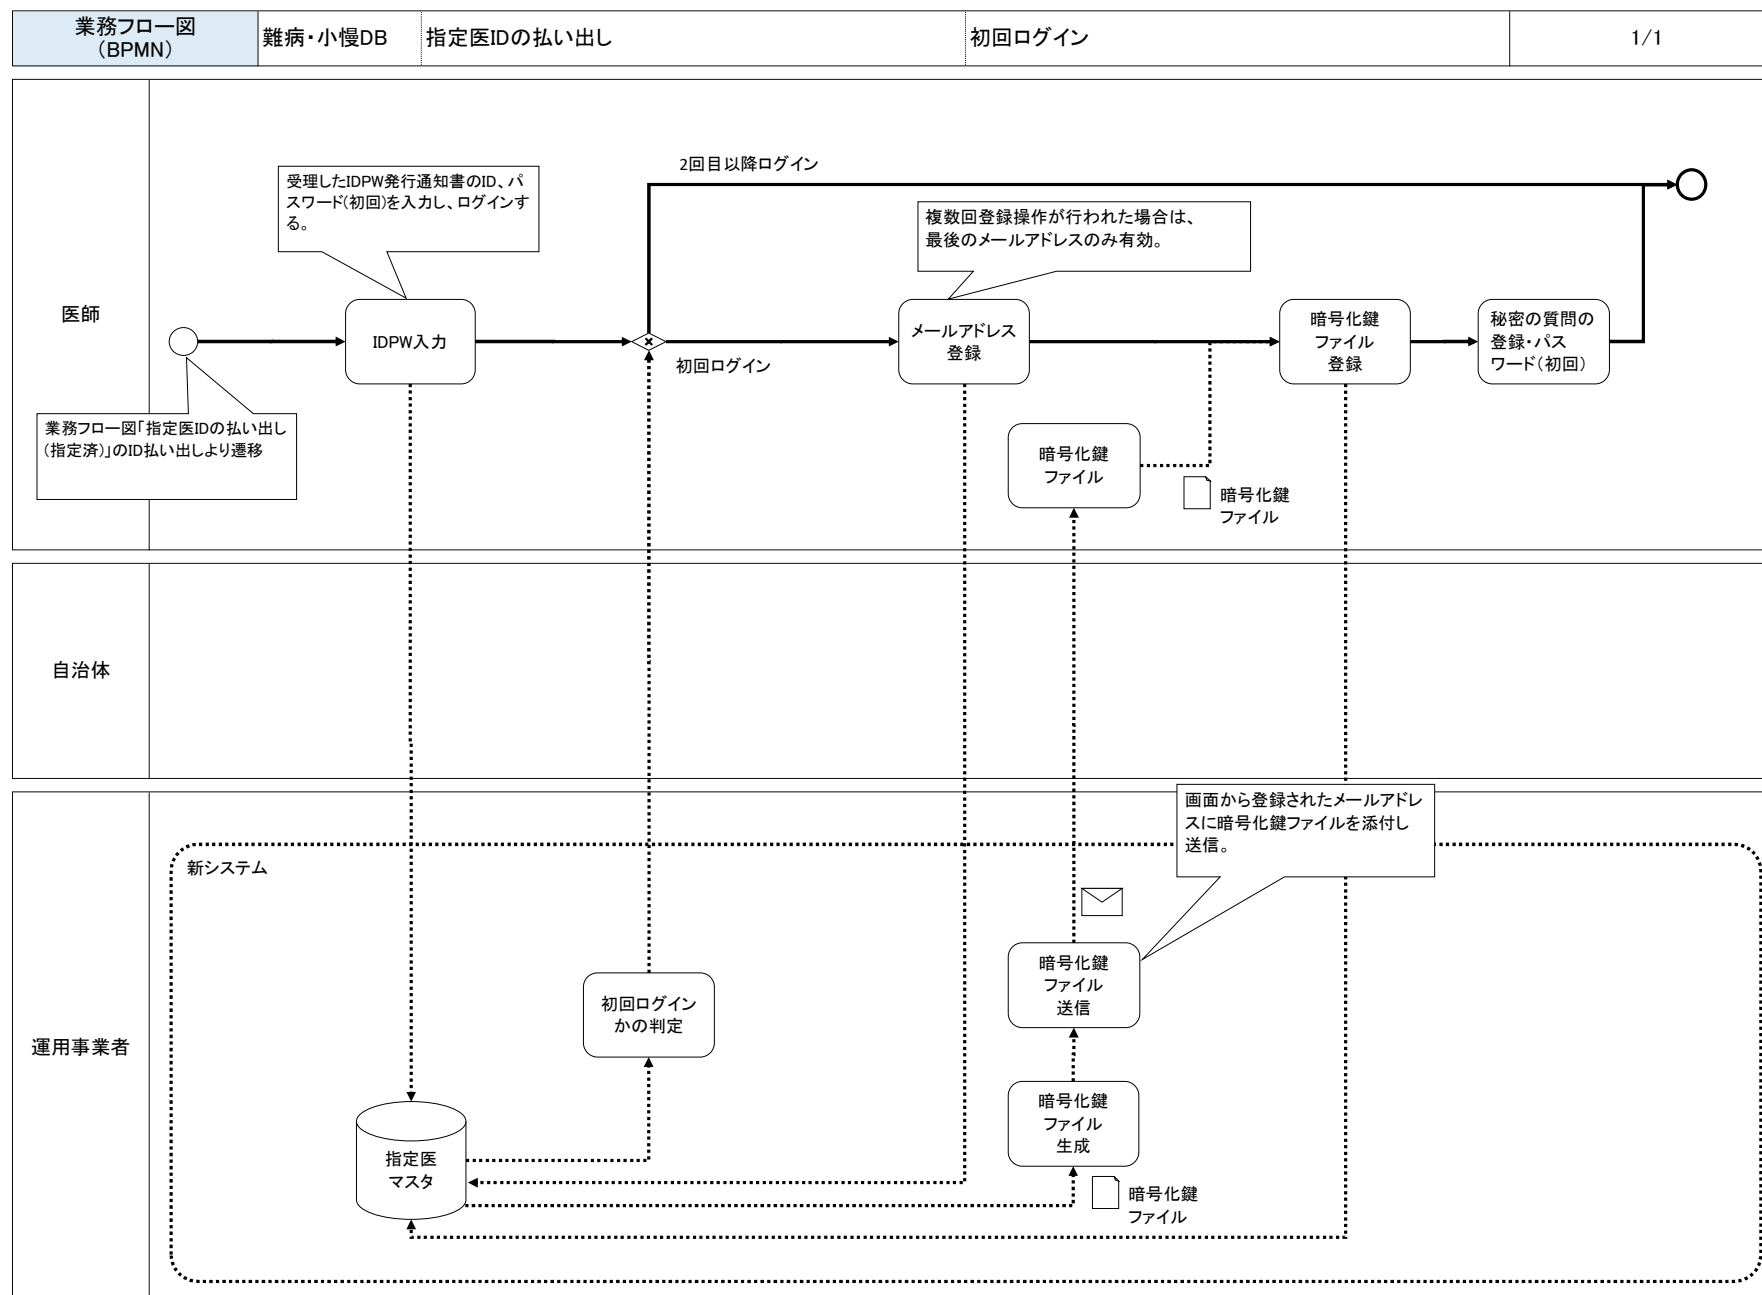 業務フロー図
（BPMN）
難病・小慢DB
指定医IDの払い出し
初回ログイン
1/1
医師
受理したIDPW発行通知書のID、パ
スワード(初回)を入力し、ログインす
る。
2回目以降ログイン
複数回登録操作が行われた場合は、
最後のメールアドレスのみ有効。
IDPW入力
初回ログイン
メールアドレス
登録
暗号化鍵
ファイル
登録
秘密の質問の
登録・パス
ワード（初回）
業務フロー図「指定医IDの払い出し
（指定済）」のID払い出しより遷移
暗号化鍵
ファイル
暗号化鍵
ファイル
自治体
運用事業者
新システム
画面から登録されたメールアドレ
スに暗号化鍵ファイルを添付し
送信。
暗号化鍵
ファイル
送信
初回ログイン
かの判定
暗号化鍵
ファイル
生成
指定医
マスタ
暗号化鍵
ファイル